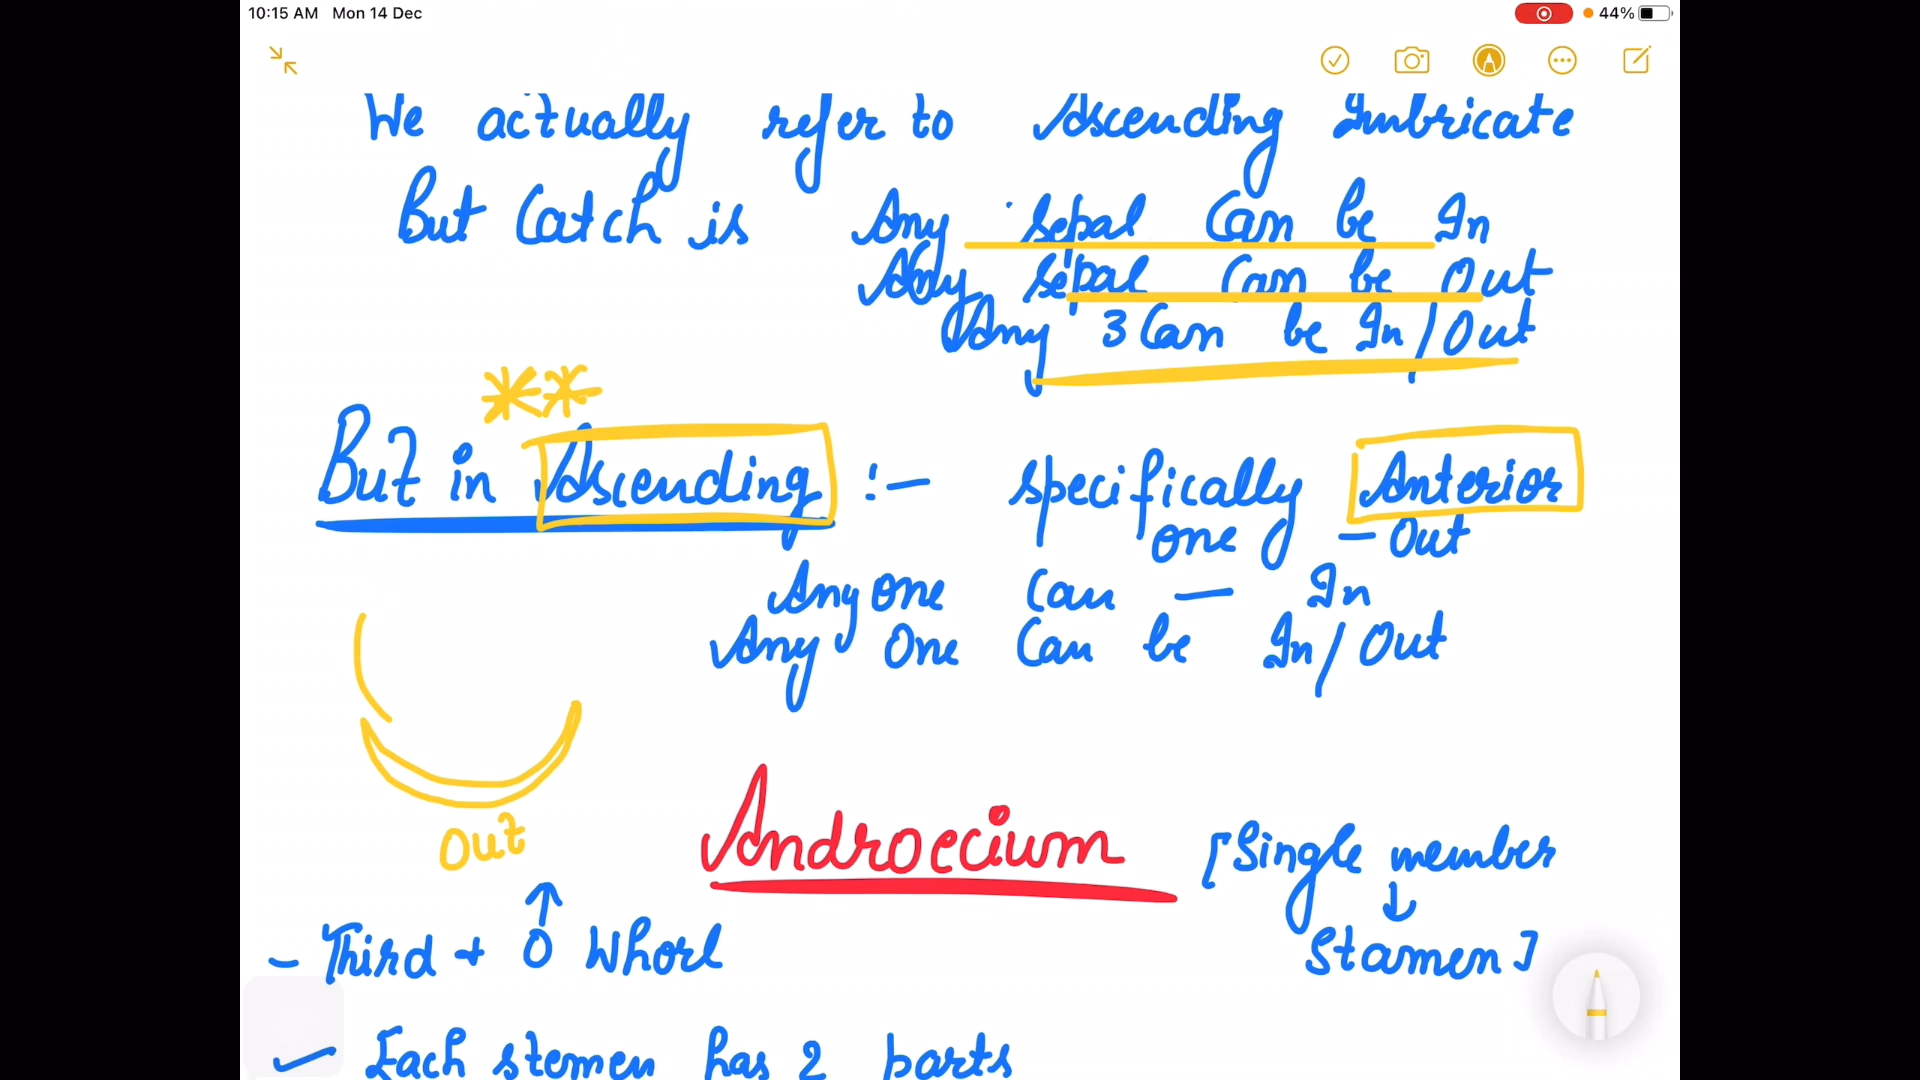 10:15 AM Mon 14 Dec
44%
We actually refer to Ascending Imbricate
But Catch is Any sepal Can be In
Any sepal Can be Out
Any 3 Can be In/Out
But in Ascending :- specifically Anterior
one - Out
Any one Can - In
Any One Can be In/Out
Out
Androecium [Single member
↓
- Third + ♂ Whorl Stamen]
- Each stemen has 2 parts